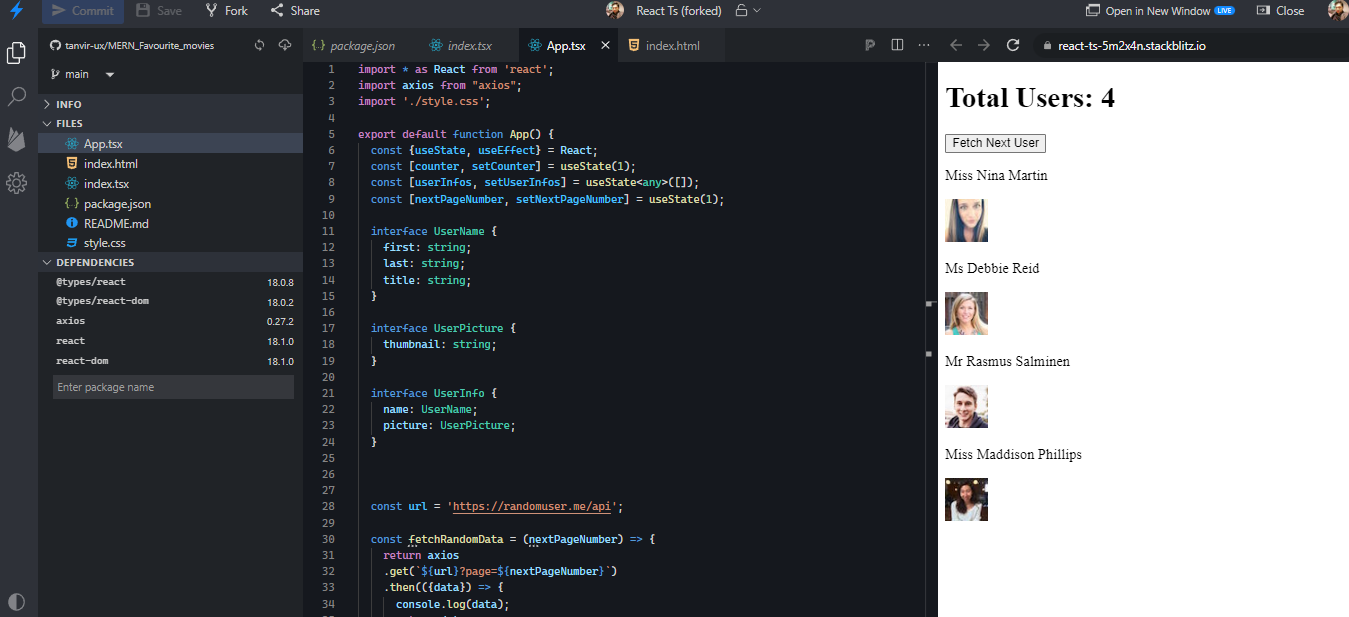 Commit
Save
Fork
Share
React Ts (forked)
Open in New Window LIVE
Close
tanvir-ux/MERN_Favourite_movies
main
INFO
FILES
App.tsx
index.html
index.tsx
package.json
README.md
style.css
DEPENDENCIES
@types/react 18.0.8
@types/react-dom 18.0.2
axios 0.27.2
react 18.1.0
react-dom 18.1.0
Enter package name
package.json
index.tsx
App.tsx
index.html
1 import * as React from 'react';
2 import axios from "axios";
3 import './style.css';
4
5 export default function App() {
6 const {useState, useEffect} = React;
7 const [counter, setCounter] = useState(1);
8 const [userInfos, setUserInfos] = useState<any>([]);
9 const [nextPageNumber, setNextPageNumber] = useState(1);
10
11 interface UserName {
12 first: string;
13 last: string;
14 title: string;
15 }
16
17 interface UserPicture {
18 thumbnail: string;
19 }
20
21 interface UserInfo {
22 name: UserName;
23 picture: UserPicture;
24 }
25
26
27
28 const url = 'https://randomuser.me/api';
29
30 const fetchRandomData = (nextPageNumber) => {
31 return axios
32 .get(`${url}?page=${nextPageNumber}`)
33 .then(({data}) => {
34 console.log(data);
react-ts-5m2x4n.stackblitz.io
Total Users: 4
Fetch Next User
Miss Nina Martin
Ms Debbie Reid
Mr Rasmus Salminen
Miss Maddison Phillips